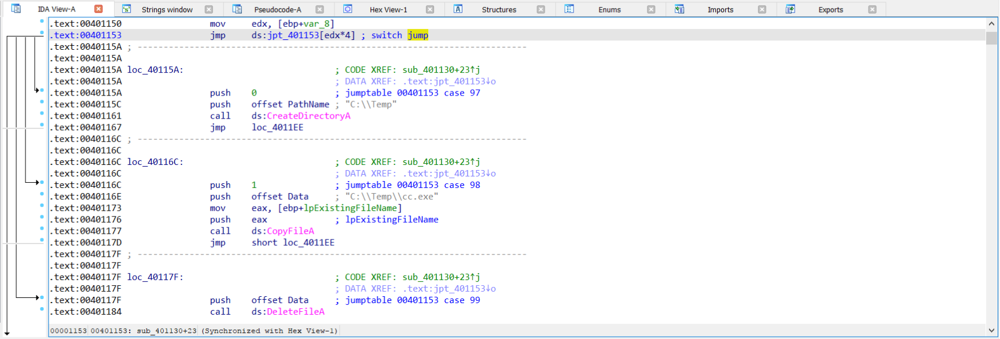 IDA View-A Strings window Pseudocode-A Hex View-1 Structures Enums Imports Exports
.text:00401150 mov edx, [ebp+var_8]
.text:00401153 jmp ds:jpt_401153[edx*4] ; switch jump
.text:0040115A ; ---------------------------------------------------------------------------
.text:0040115A
.text:0040115A loc_40115A: ; CODE XREF: sub_401130+23↑j
.text:0040115A ; DATA XREF: .text:jpt_401153↓o
.text:0040115A push 0 ; jumptable 00401153 case 97
.text:0040115C push offset PathName ; "C:\\Temp"
.text:00401161 call ds:CreateDirectoryA
.text:00401167 jmp loc_4011EE
.text:0040116C ; ---------------------------------------------------------------------------
.text:0040116C
.text:0040116C loc_40116C: ; CODE XREF: sub_401130+23↑j
.text:0040116C ; DATA XREF: .text:jpt_401153↓o
.text:0040116C push 1 ; jumptable 00401153 case 98
.text:0040116E push offset Data ; "C:\\Temp\\cc.exe"
.text:00401173 mov eax, [ebp+lpExistingFileName]
.text:00401176 push eax ; lpExistingFileName
.text:00401177 call ds:CopyFileA
.text:0040117D jmp short loc_4011EE
.text:0040117F ; ---------------------------------------------------------------------------
.text:0040117F
.text:0040117F loc_40117F: ; CODE XREF: sub_401130+23↑j
.text:0040117F ; DATA XREF: .text:jpt_401153↓o
.text:0040117F push offset Data ; jumptable 00401153 case 99
.text:00401184 call ds:DeleteFileA
00001153 00401153: sub_401130+23 (Synchronized with Hex View-1)